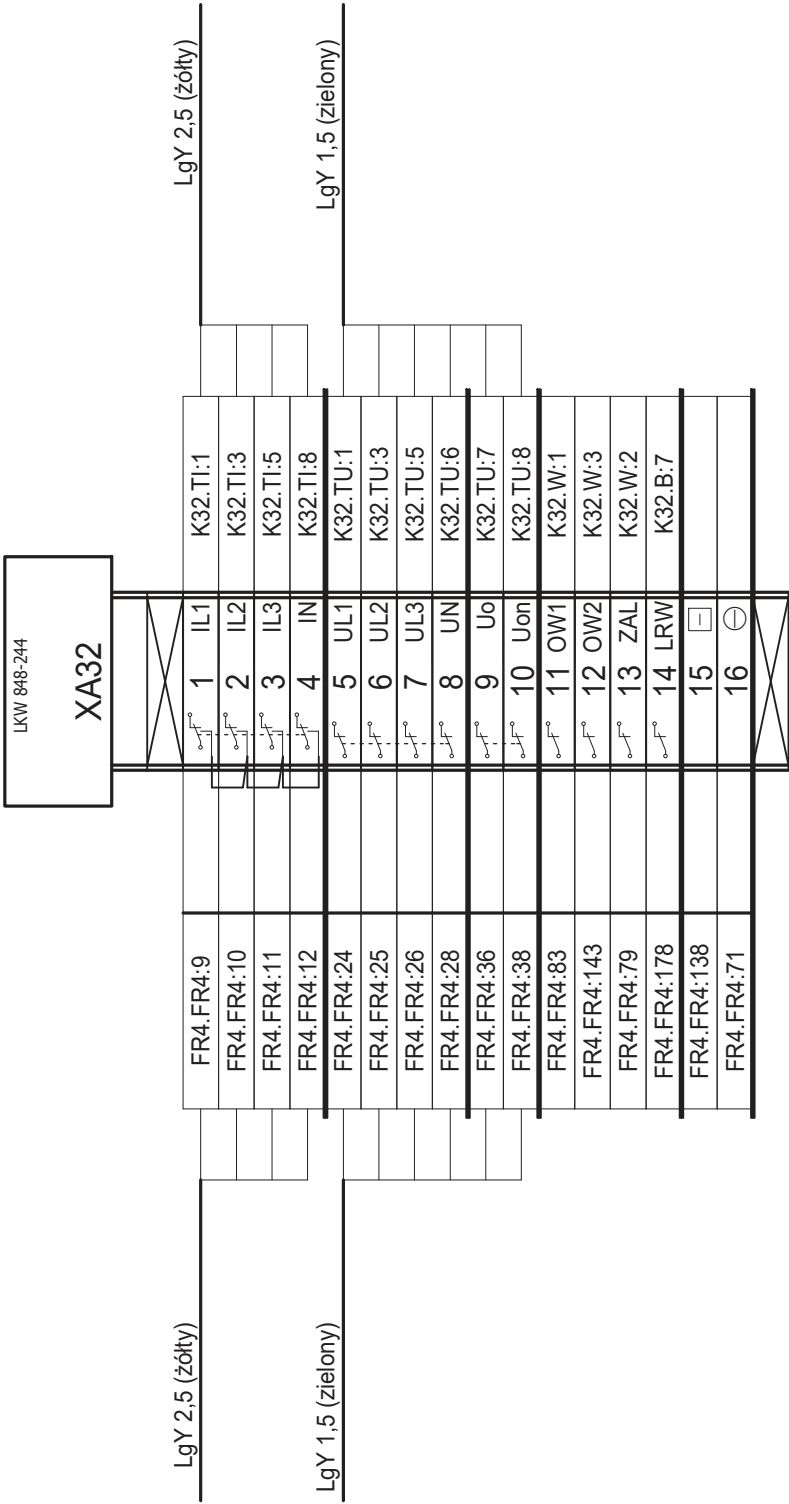 LKW 848-244
XA32
LgY 2,5 (żółty)
LgY 2,5 (żółty)
LgY 1,5 (zielony)
LgY 1,5 (zielony)
FR4.FR4:9 1 IL1 K32.TI:1
FR4.FR4:10 2 IL2 K32.TI:3
FR4.FR4:11 3 IL3 K32.TI:5
FR4.FR4:12 4 IN K32.TI:8
FR4.FR4:24 5 UL1 K32.TU:1
FR4.FR4:25 6 UL2 K32.TU:3
FR4.FR4:26 7 UL3 K32.TU:5
FR4.FR4:28 8 UN K32.TU:6
FR4.FR4:36 9 Uo K32.TU:7
FR4.FR4:38 10 Uon K32.TU:8
FR4.FR4:83 11 OW1 K32.W:1
FR4.FR4:143 12 OW2 K32.W:3
FR4.FR4:79 13 ZAL K32.W:2
FR4.FR4:178 14 LRW K32.B:7
FR4.FR4:138 15
FR4.FR4:71 16